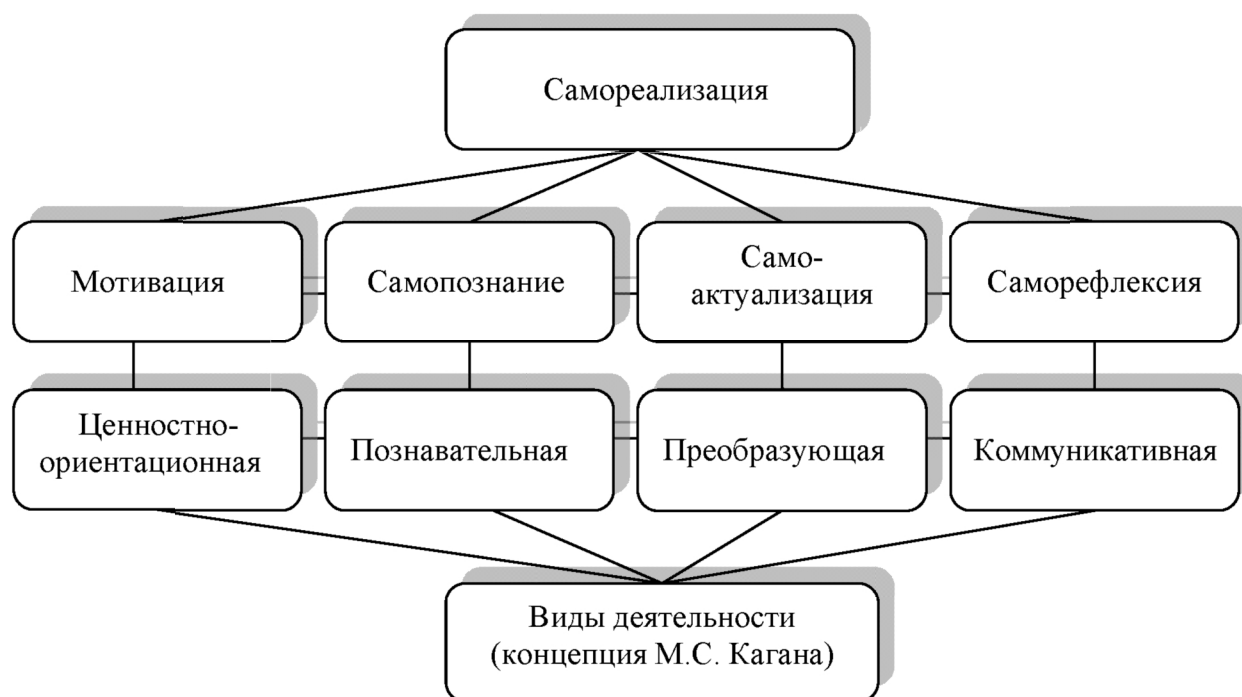 Самореализация
Мотивация
Самопознание
Само-
актуализация
Саморефлексия
Ценностно-
ориентационная
Познавательная
Преобразующая
Коммуникативная
Виды деятельности
(концепция М.С. Кагана)